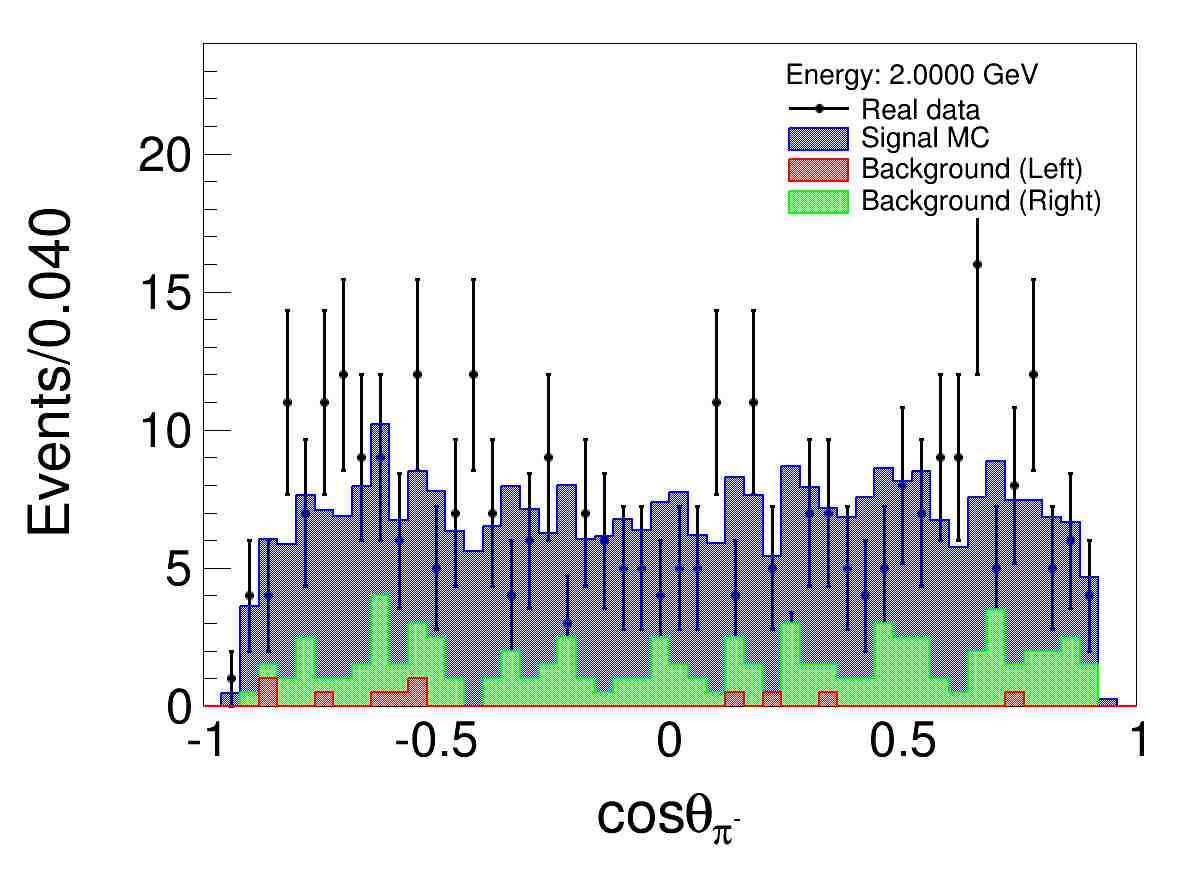 Energy: 2.0000 GeV
Real data
Signal MC
Background (Left)
Background (Right)
Events/0.040
20
15
10
5
0
-1 -0.5 0 0.5 1
cosθπ-